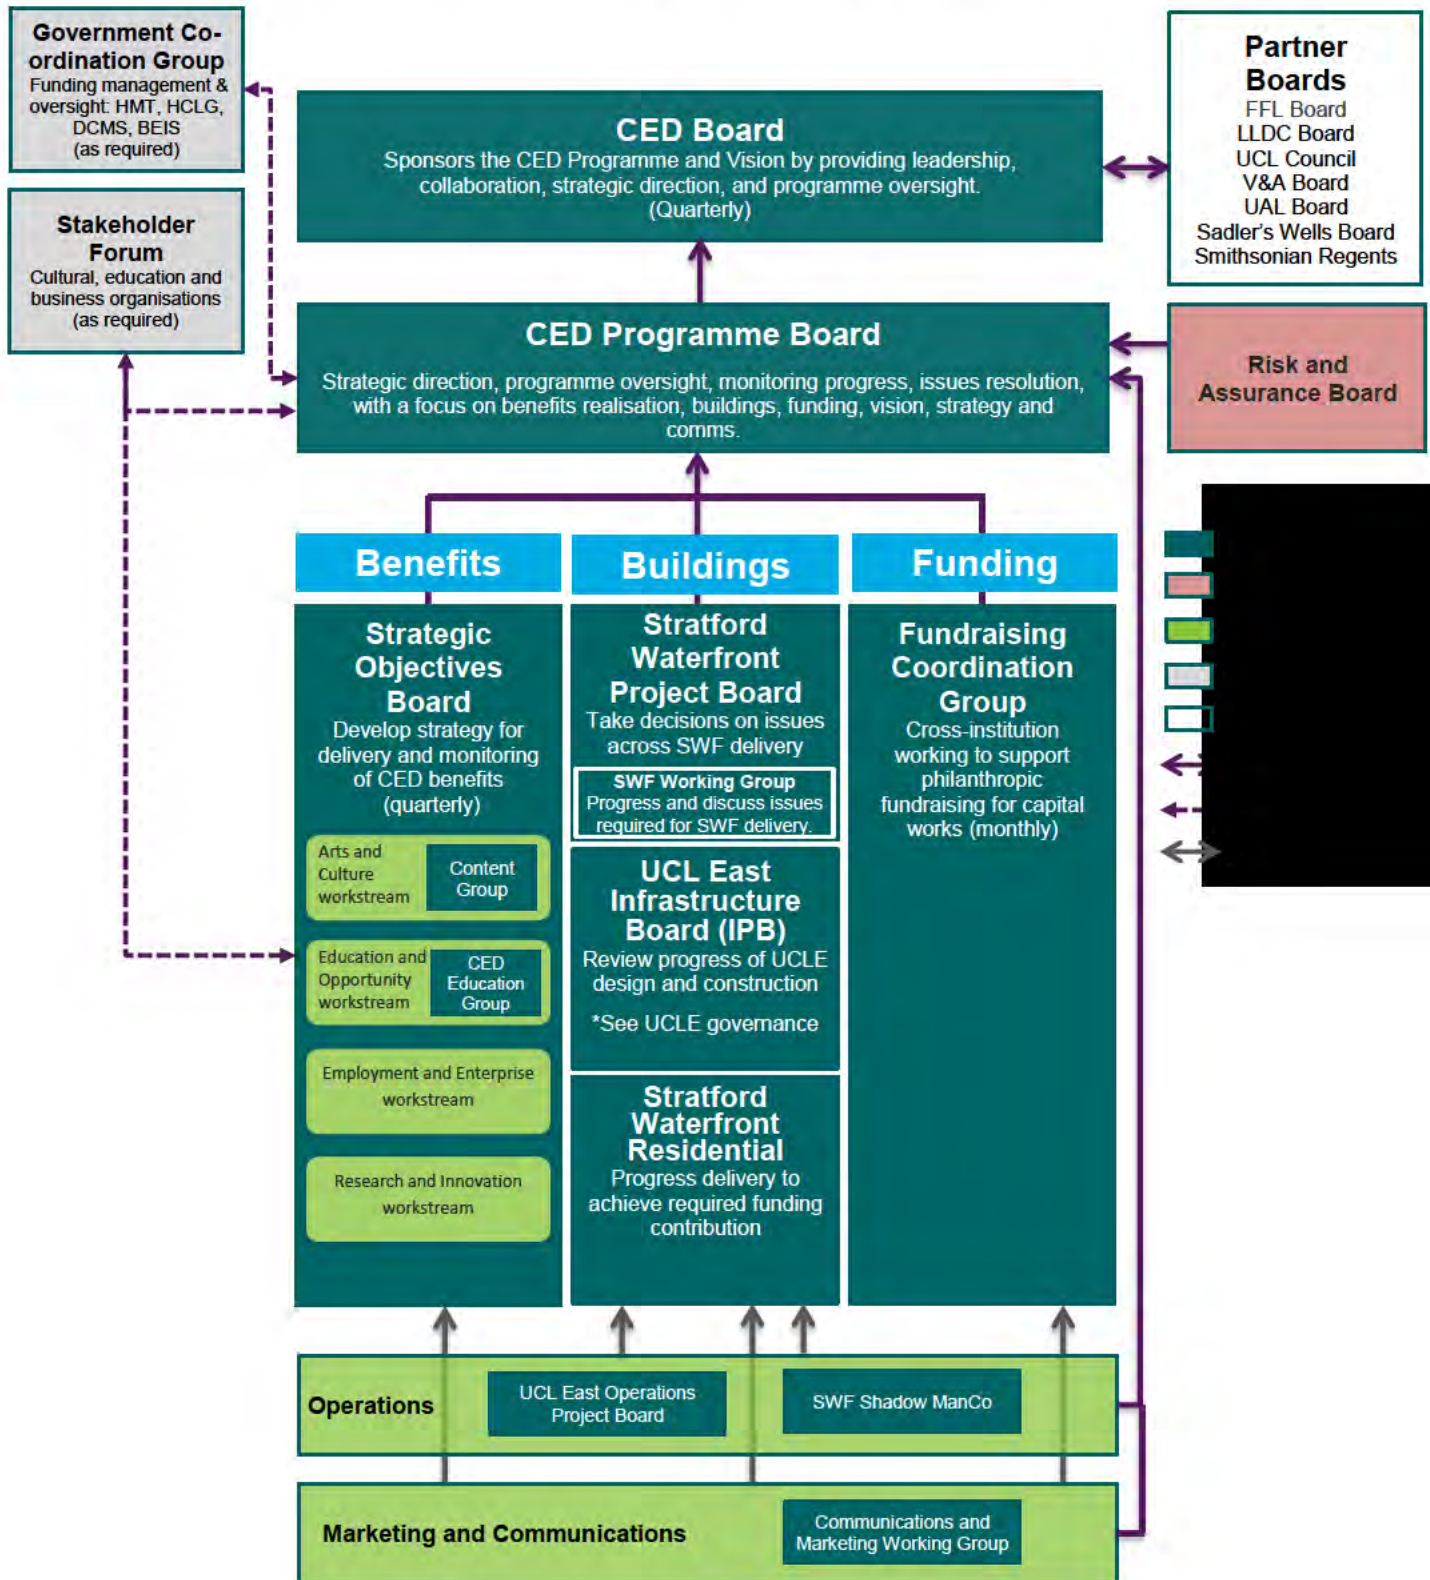 Government Co-
ordination Group
Funding management &
oversight: HMT, HCLG,
DCMS, BEIS
(as required)
Stakeholder
Forum
Cultural, education and
business organisations
(as required)
CED Board
Sponsors the CED Programme and Vision by providing leadership,
collaboration, strategic direction, and programme oversight.
(Quarterly)
Partner
Boards
FFL Board
LLDC Board
UCL Council
V&A Board
UAL Board
Sadler's Wells Board
Smithsonian Regents
CED Programme Board
Strategic direction, programme oversight, monitoring progress, issues resolution,
with a focus on benefits realisation, buildings, funding, vision, strategy and
comms.
Risk and
Assurance Board
Benefits
Strategic
Objectives
Board
Develop strategy for
delivery and monitoring
of CED benefits
(quarterly)
Arts and
Culture
workstream
Content
Group
Education and
Opportunity
workstream
CED
Education
Group
Employment and Enterprise
workstream
Research and Innovation
workstream
Buildings
Stratford
Waterfront
Project Board
Take decisions on issues
across SWF delivery
SWF Working Group
Progress and discuss issues
required for SWF delivery.
UCL East
Infrastructure
Board (IPB)
Review progress of UCLE
design and construction
*See UCLE governance
Stratford
Waterfront
Residential
Progress delivery to
achieve required funding
contribution
Funding
Fundraising
Coordination
Group
Cross-institution
working to support
philanthropic
fundraising for capital
works (monthly)
Operations
UCL East Operations
Project Board
SWF Shadow ManCo
Marketing and Communications
Communications and
Marketing Working Group